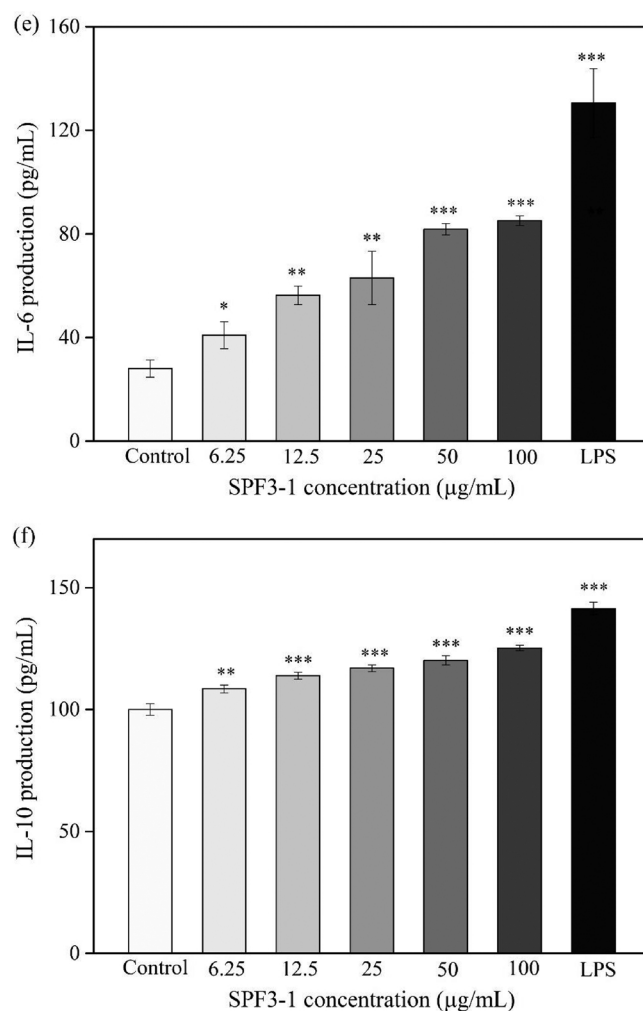 (e)
160
120
80
40
0
IL-6 production (pg/mL)
*
**
**
***
***
***
Control 6.25 12.5 25 50 100 LPS
SPF3-1 concentration (μg/mL)
(f)
150
100
50
0
IL-10 production (pg/mL)
**
***
***
***
***
***
Control 6.25 12.5 25 50 100 LPS
SPF3-1 concentration (μg/mL)